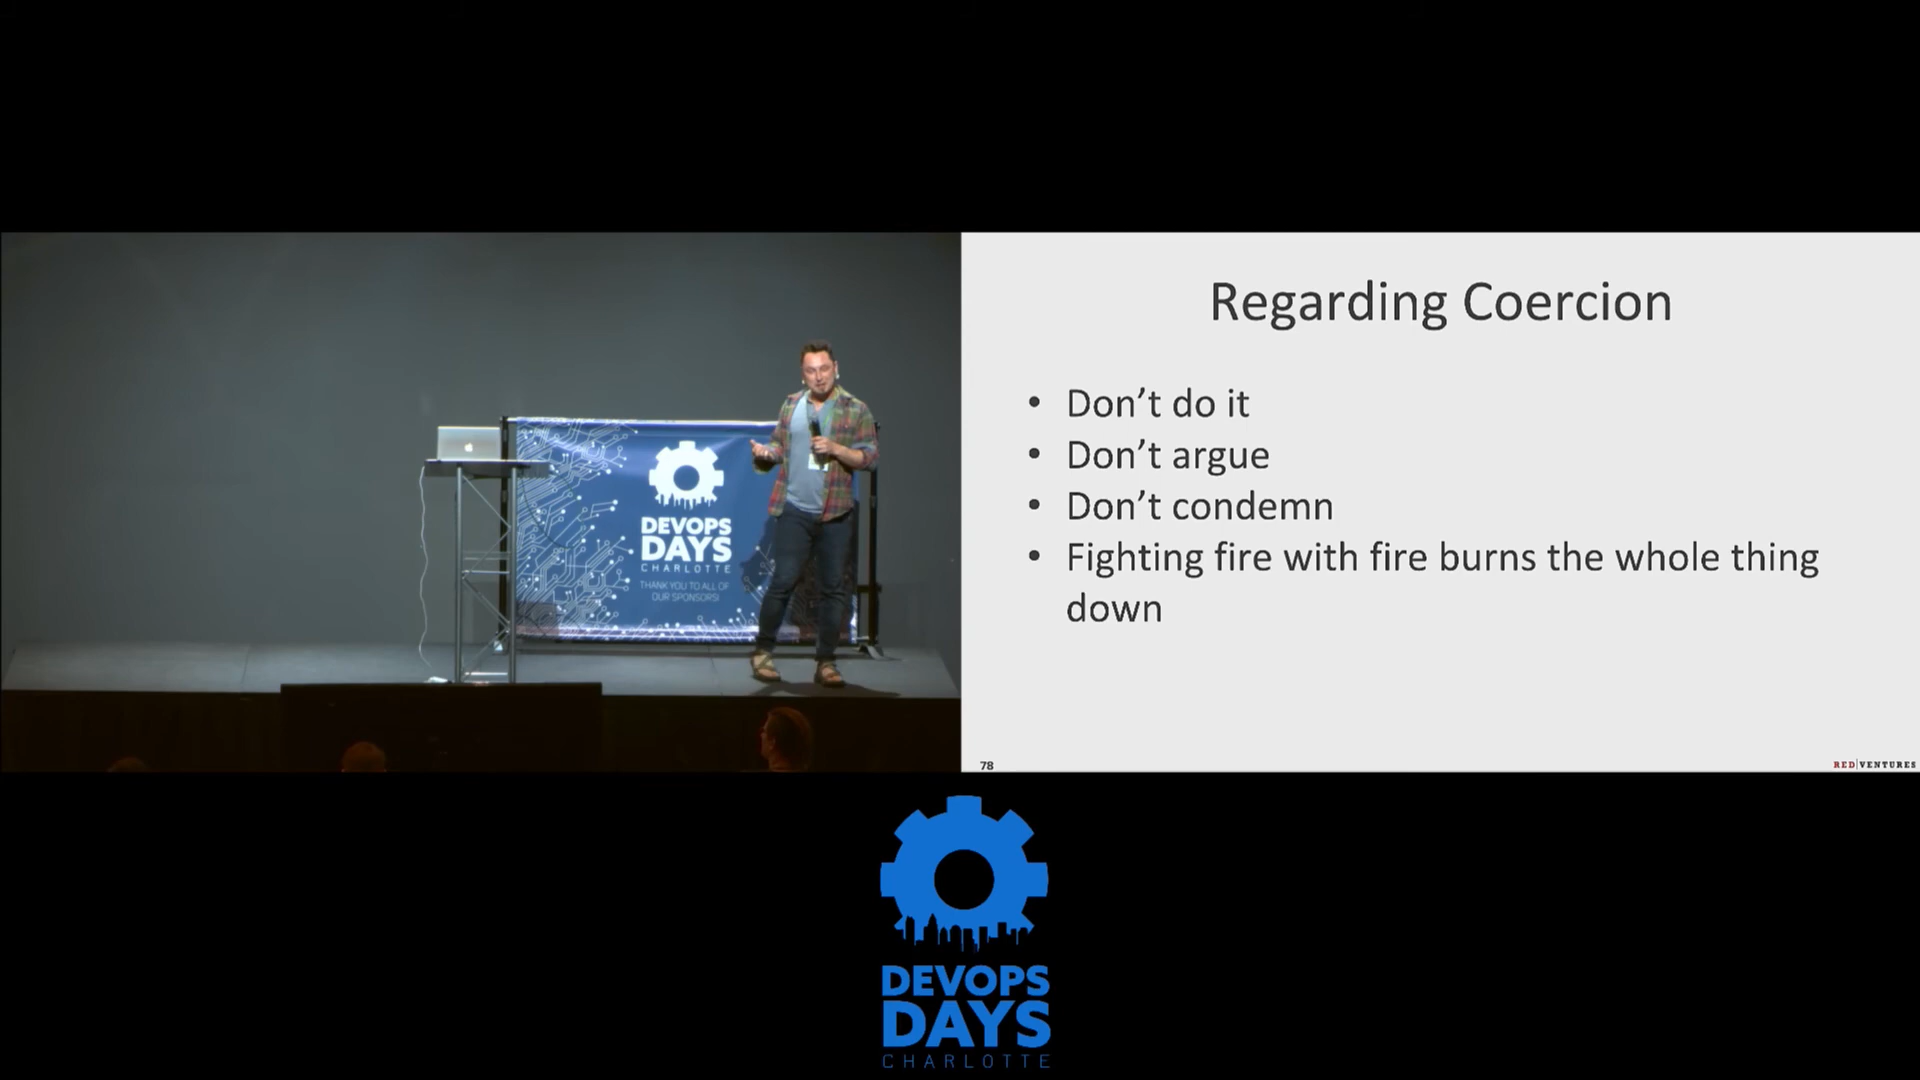 DEVOPS
DAYS
CHARLOTTE
THANK YOU TO ALL OF
OUR SPONSORS!
Regarding Coercion
• Don’t do it
• Don’t argue
• Don’t condemn
• Fighting fire with fire burns the whole thing
down
78
RED|VENTURES
DEVOPS
DAYS
CHARLOTTE